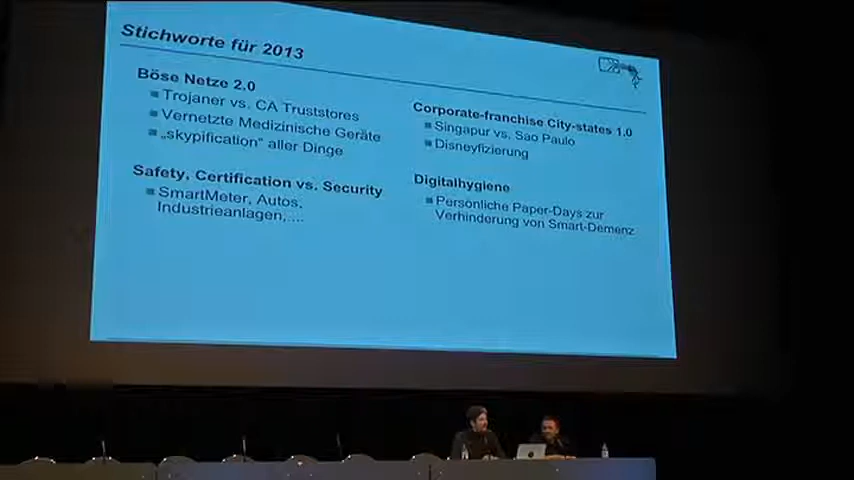 Stichworte für 2013
Böse Netze 2.0
Trojaner vs. CA Truststores
Vernetzte Medizinische Geräte
„skypification“ aller Dinge
Safety, Certification vs. Security
SmartMeter, Autos,
Industrieanlagen,....
Corporate-franchise City-states 1.0
Singapur vs. Sao Paulo
Disneyfizierung
Digitalhygiene
Persönliche Paper-Days zur
Verhinderung von Smart-Demenz